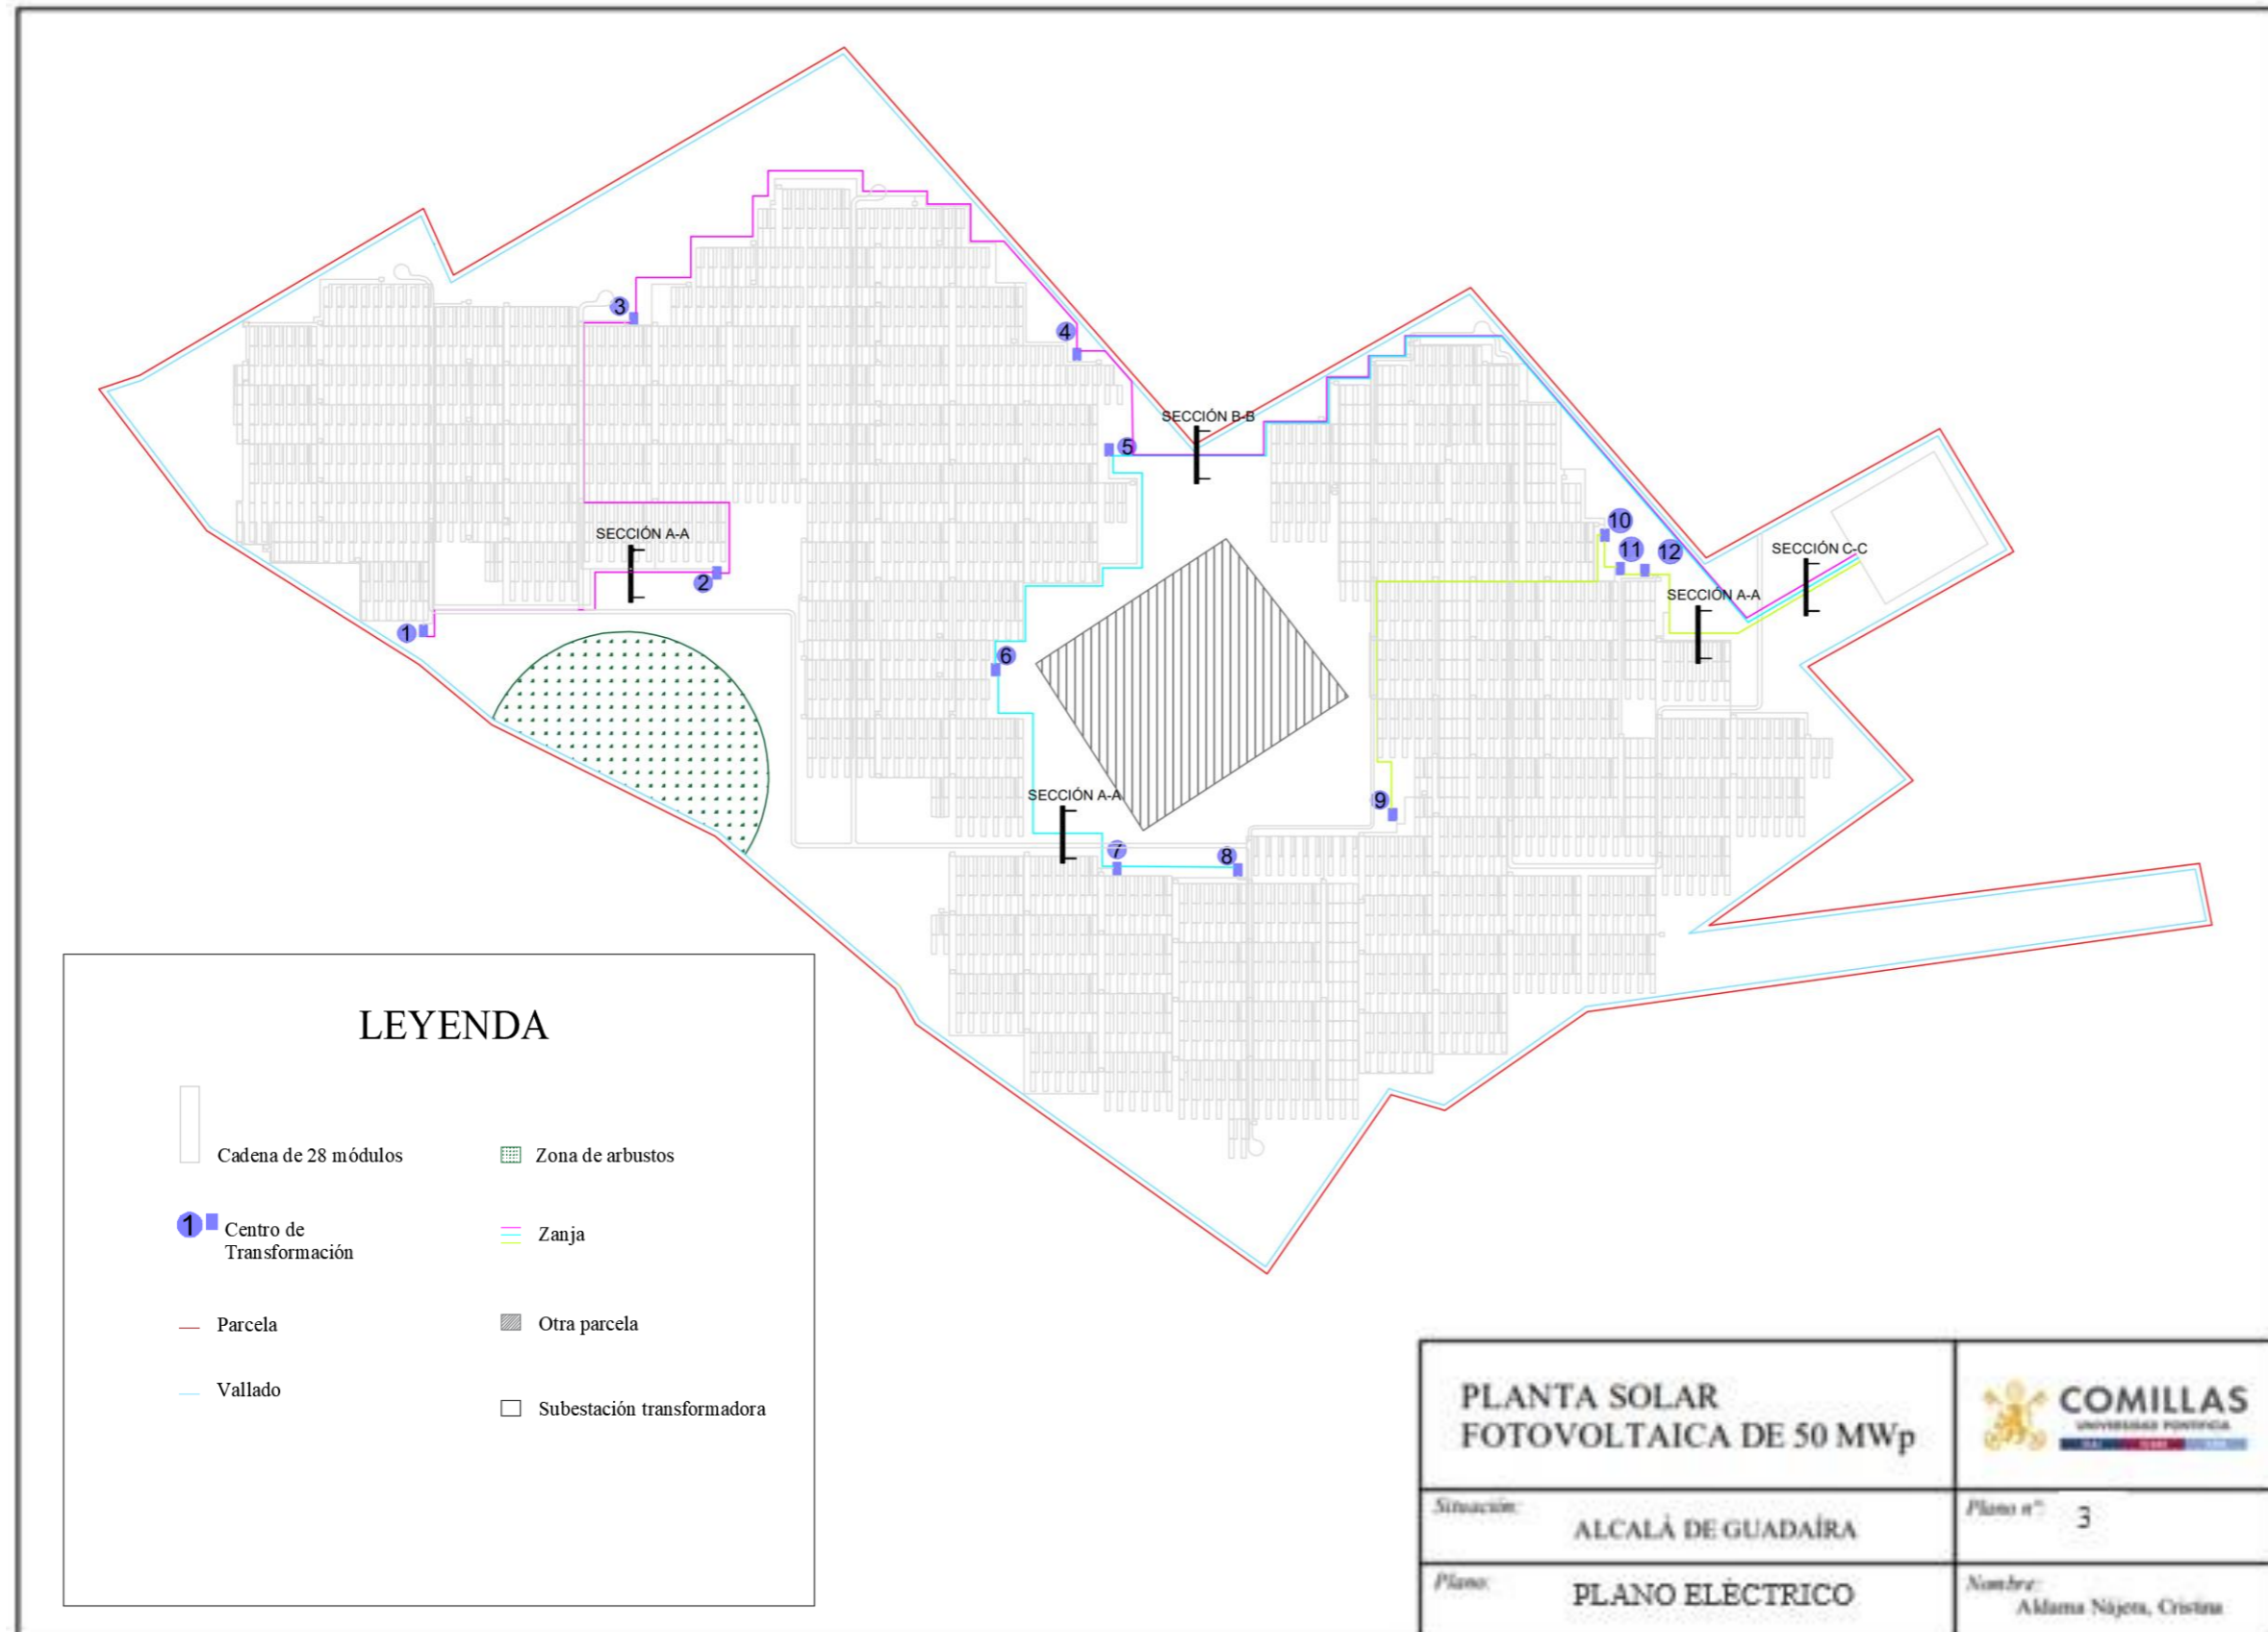 3
4
SECCIÓN B-B
5
10
11
12
SECCIÓN A-A
2
SECCIÓN C-C
SECCIÓN A-A
1
6
SECCIÓN A-A
9
7
8
LEYENDA
Cadena de 28 módulos
Zona de arbustos
1
Centro de
Transformación
Zanja
Parcela
Otra parcela
Vallado
Subestación transformadora
PLANTA SOLAR
FOTOVOLTAICA DE 50 MWp
COMILLAS
UNIVERSIDAD PONTIFICIA
Situación:
ALCALÁ DE GUADAÍRA
Plano nº: 3
Plano:
PLANO ELÉCTRICO
Nombre:
Aldama Nájera, Cristina